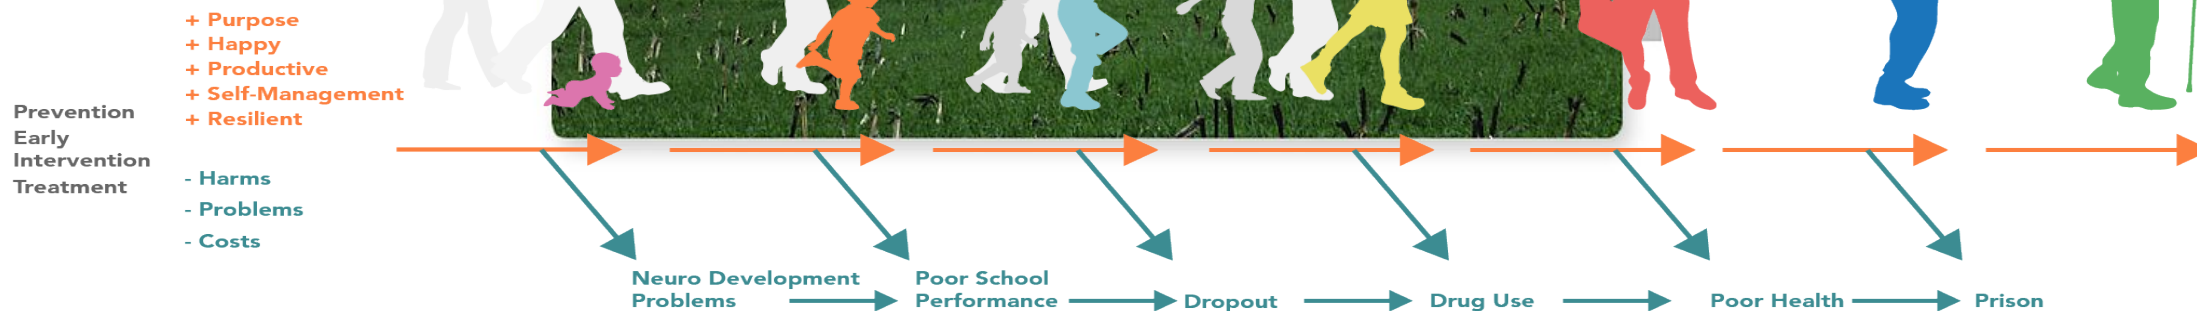 Prevention
Early
Intervention
Treatment
+ Purpose
+ Happy
+ Productive
+ Self-Management
+ Resilient
- Harms
- Problems
- Costs
Neuro Development
Problems
Poor School
Performance
Dropout
Drug Use
Poor Health
Prison